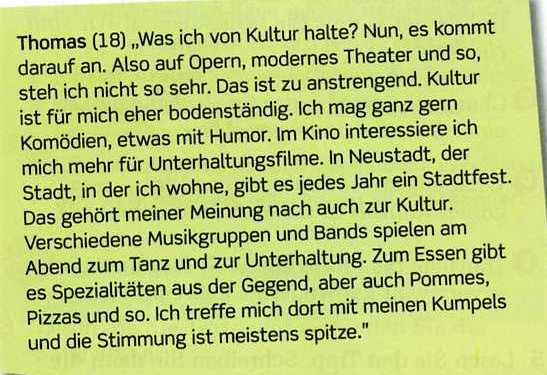 Thomas (18) „Was ich von Kultur halte? Nun, es kommt
darauf an. Also auf Opern, modernes Theater und so,
steh ich nicht so sehr. Das ist zu anstrengend. Kultur
ist für mich eher bodenständig. Ich mag ganz gern
Komödien, etwas mit Humor. Im Kino interessiere ich
mich mehr für Unterhaltungsfilme. In Neustadt, der
Stadt, in der ich wohne, gibt es jedes Jahr ein Stadtfest.
Das gehört meiner Meinung nach auch zur Kultur.
Verschiedene Musikgruppen und Bands spielen am
Abend zum Tanz und zur Unterhaltung. Zum Essen gibt
es Spezialitäten aus der Gegend, aber auch Pommes,
Pizzas und so. Ich treffe mich dort mit meinen Kumpels
und die Stimmung ist meistens spitze."